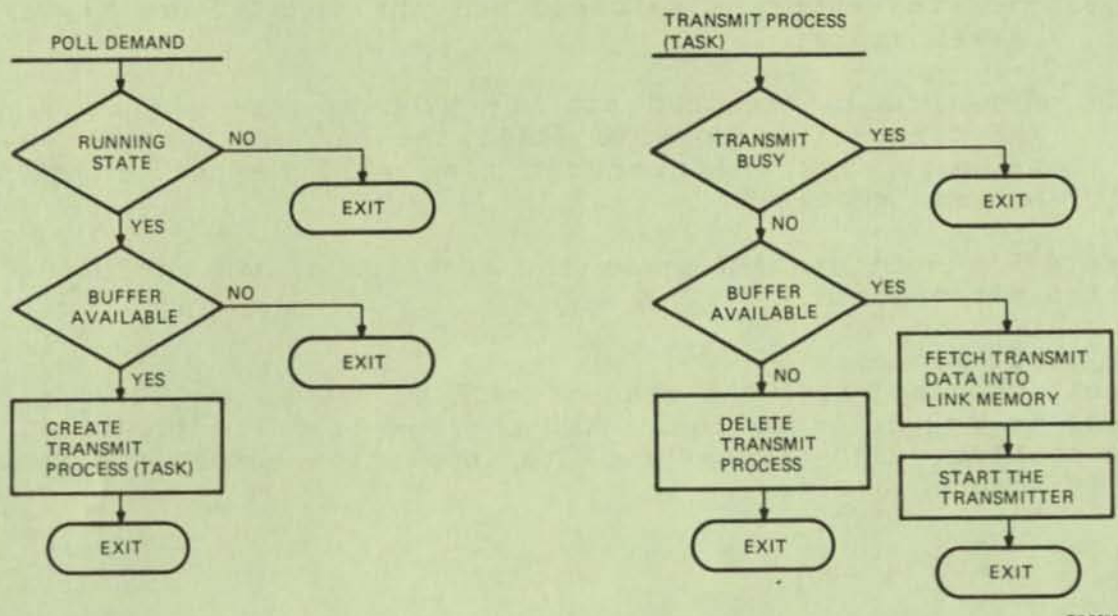 POLL DEMAND
RUNNING
STATE
NO
EXIT
YES
BUFFER
AVAILABLE
NO
EXIT
YES
CREATE
TRANSMIT
PROCESS (TASK)
EXIT
TRANSMIT PROCESS
(TASK)
TRANSMIT
BUSY
YES
EXIT
NO
BUFFER
AVAILABLE
YES
FETCH TRANSMIT
DATA INTO
LINK MEMORY
NO
DELETE
TRANSMIT
PROCESS
START THE
TRANSMITTER
EXIT
EXIT